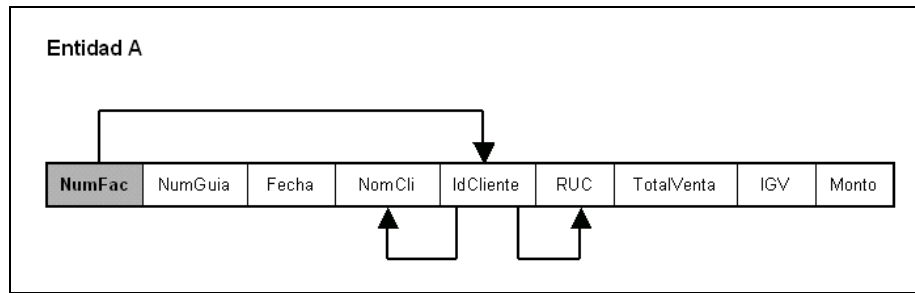 Entidad A
NumFac NumGuia Fecha NomCli IdCliente RUC TotalVenta IGV Monto